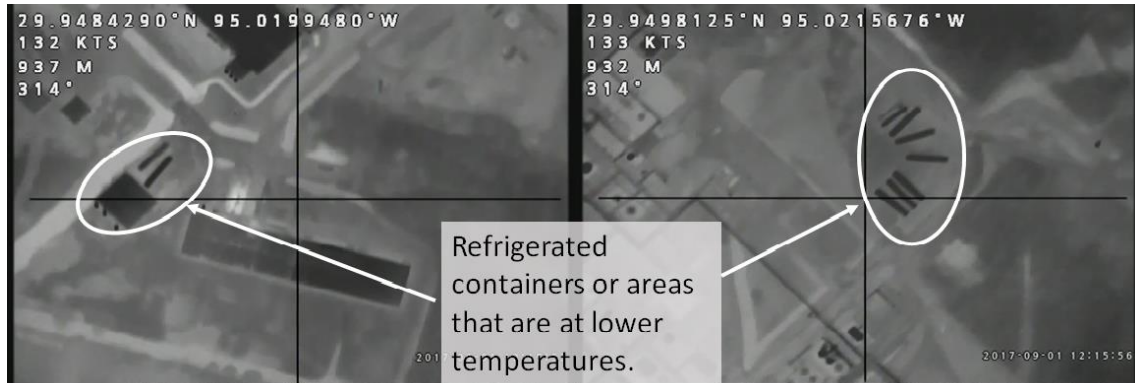 29.9484290°N 95.0199480°W
132 KTS
937 M
314°
29.9498125°N 95.0215676°W
133 KTS
932 M
314°
Refrigerated
containers or areas
that are at lower
temperatures.
2017-09-01 12:15:56